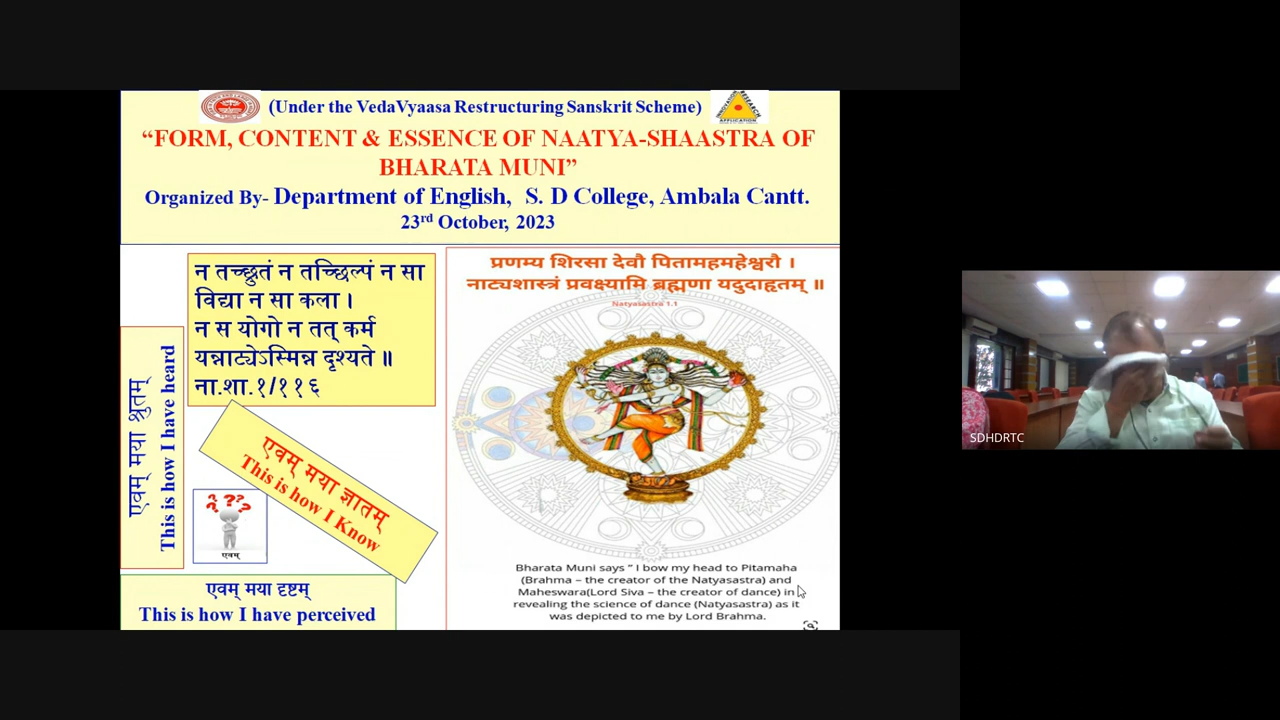 (Under the VedaVyaasa Restructuring Sanskrit Scheme)
“FORM, CONTENT & ESSENCE OF NAATYA-SHAASTRA OF
BHARATA MUNI”
Organized By- Department of English, S. D College, Ambala Cantt.
23rd October, 2023
न तच्छ्रुतं न तच्छिल्पं न सा
विद्या न सा कला ।
न स योगो न तत् कर्म
यन्नाट्येऽस्मिन्न दृश्यते ॥
ना.शा.१/११६
एवम् मया श्रुतम्
This is how I have heard
एवम् मया ज्ञातम्
This is how I Know
??
? ??
? ?
एवम्
एवम् मया दृष्टम्
This is how I have perceived
प्रणम्य शिरसा देवौ पितामहमहेश्वरौ ।
नाट्यशास्त्रं प्रवक्ष्यामि ब्रह्मणा यदुदाहृतम् ॥
Natyasastra 1.1
Bharata Muni says “ I bow my head to Pitamaha
(Brahma – the creator of the Natyasastra) and
Maheswara(Lord Siva – the creator of dance) in
revealing the science of dance (Natyasastra) as it
was depicted to me by Lord Brahma.
SDHDRTC
INNOVATION RESEARCH
APPLICATION